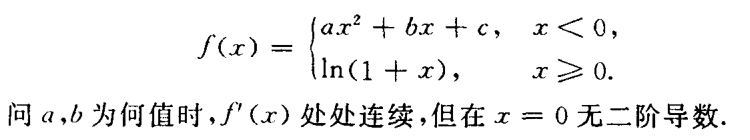 f(x) = { ax² + bx + c, x < 0,
ln(1 + x), x ⩾ 0.
问 a,b 为何值时,f′(x) 处处连续,但在 x = 0 无二阶导数.